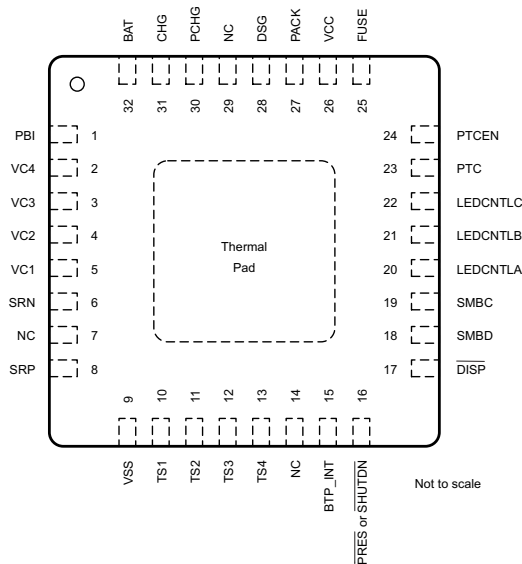 BAT CHG PCHG NC DSG PACK VCC FUSE
32 31 30 29 28 27 26 25
PBI 1 24 PTCEN
VC4 2 23 PTC
VC3 3 22 LEDCNTLC
VC2 4 21 LEDCNTLB
VC1 5 20 LEDCNTLA
SRN 6 19 SMBC
NC 7 18 SMBD
SRP 8 17 DISP
Thermal
Pad
9 10 11 12 13 14 15 16
VSS TS1 TS2 TS3 TS4 NC BTP_INT PRES or SHUTDN
Not to scale